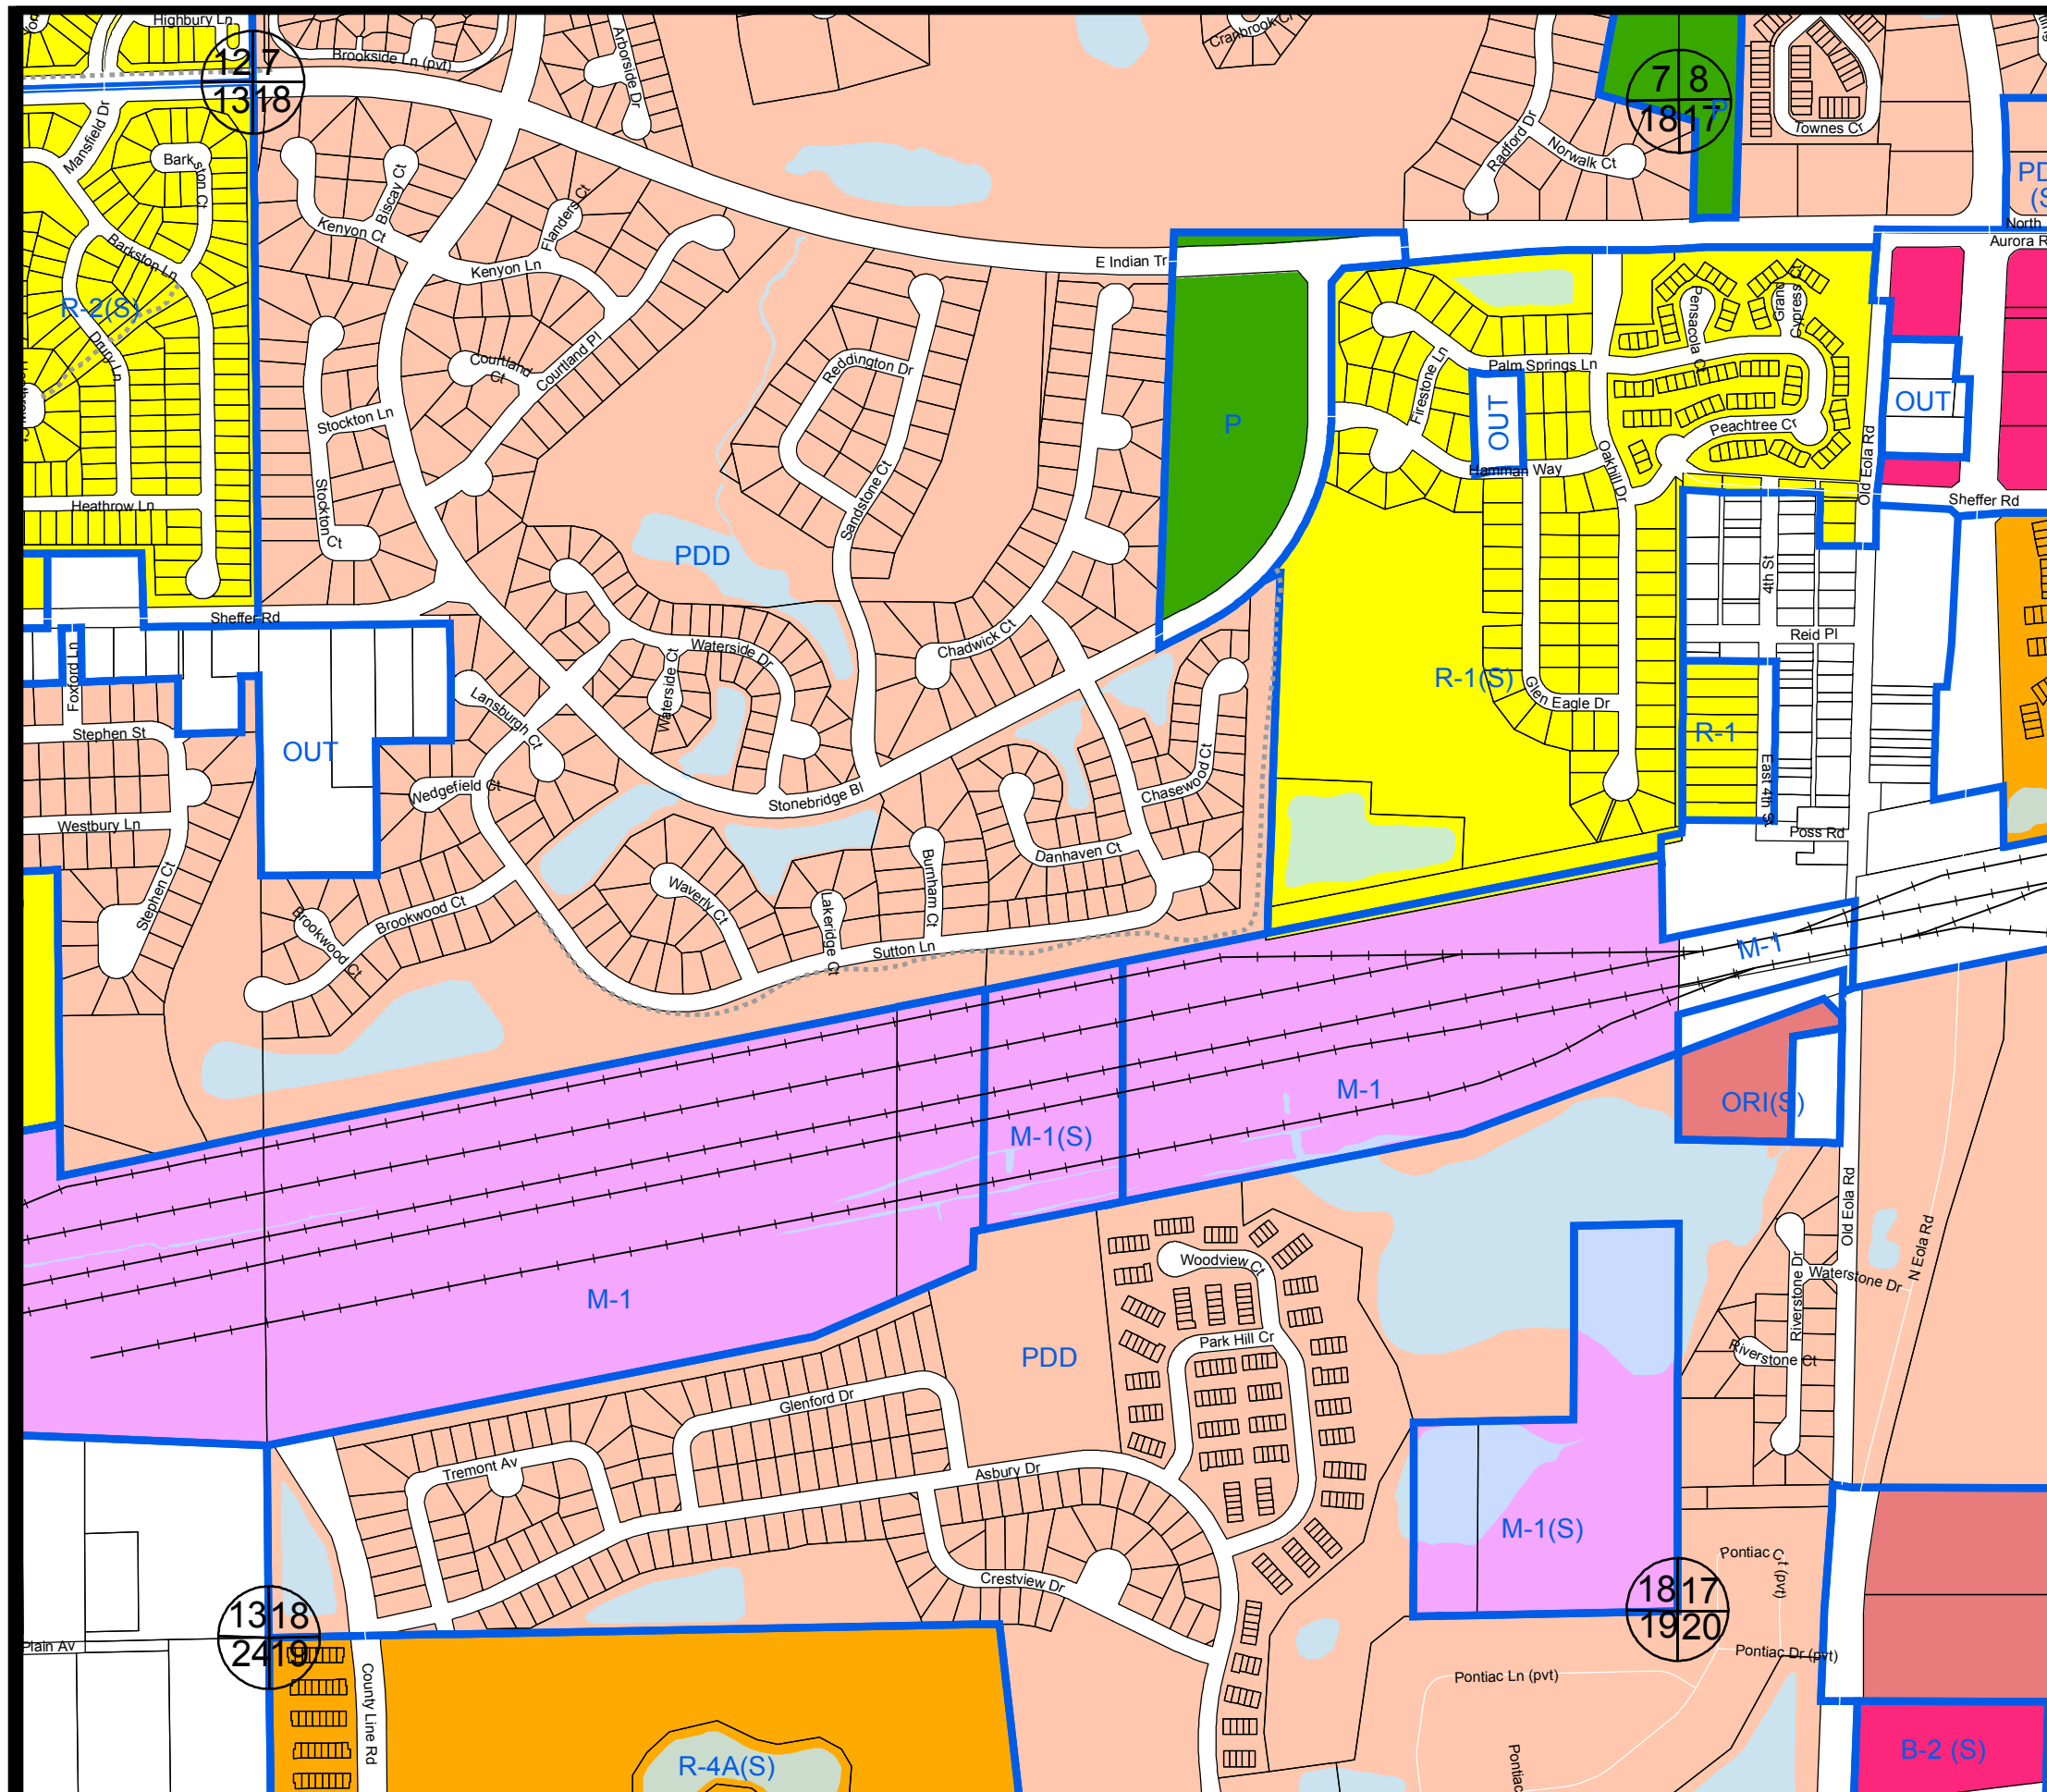 Highbury Ln
12 7
13 18
Brookside Ln (pvt)
Arborside Dr
Cranbrook Cr
7 8
18 17
P
Townes Cr
Radford Dr
Norwalk Ct
Mansfield Dr
Barkston Ct
Biscay Ct
Flanders Ct
Kenyon Ct
Kenyon Ln
Barkston Ln
R-2(S)
Drury Ln
E Indian Tr
North
Aurora R
Reddington Dr
Courtland Ct
Courtland Pl
Stockton Ln
Stockton Ct
Sandstone Ct
Heathrow Ln
P
Firestone Ln
Palm Springs Ln
OUT
Hamman Way
Pensacola Ct
Grand Cypress Ct
Peachtree Cr
Oakhill Dr
Old Eola Rd
OUT
Sheffer Rd
PDD
4th St
Reid Pl
Sheffer Rd
Foxford Ln
Waterside Dr
Waterside Ct
Chadwick Ct
R-1(S)
Glen Eagle Dr
R-1
East 4th St
Poss Rd
Stephen St
OUT
Lansburgh Ct
Wedgefield Ct
Stonebridge Bl
Chasewood Ct
Westbury Ln
Stephen Ct
Danhaven Ct
Burnham Ct
Waverly Ct
Lakeridge Ct
Brookwood Ct
Brookwood Ct
Sutton Ln
M-1
M-1
M-1(S)
ORI(S)
Old Eola Rd
N Eola Rd
Woodview Ct
Waterstone Dr
Riverstone Dr
M-1
Park Hill Cr
Riverstone Ct
PDD
Glenford Dr
Tremont Av
Asbury Dr
M-1(S)
Crestview Dr
Pontiac Ct (pvt)
13 18
24 19
18 17
19 20
Plain Av
Pontiac Dr (pvt)
Pontiac Ln (pvt)
County Line Rd
Pontiac
R-4A(S)
B-2 (S)